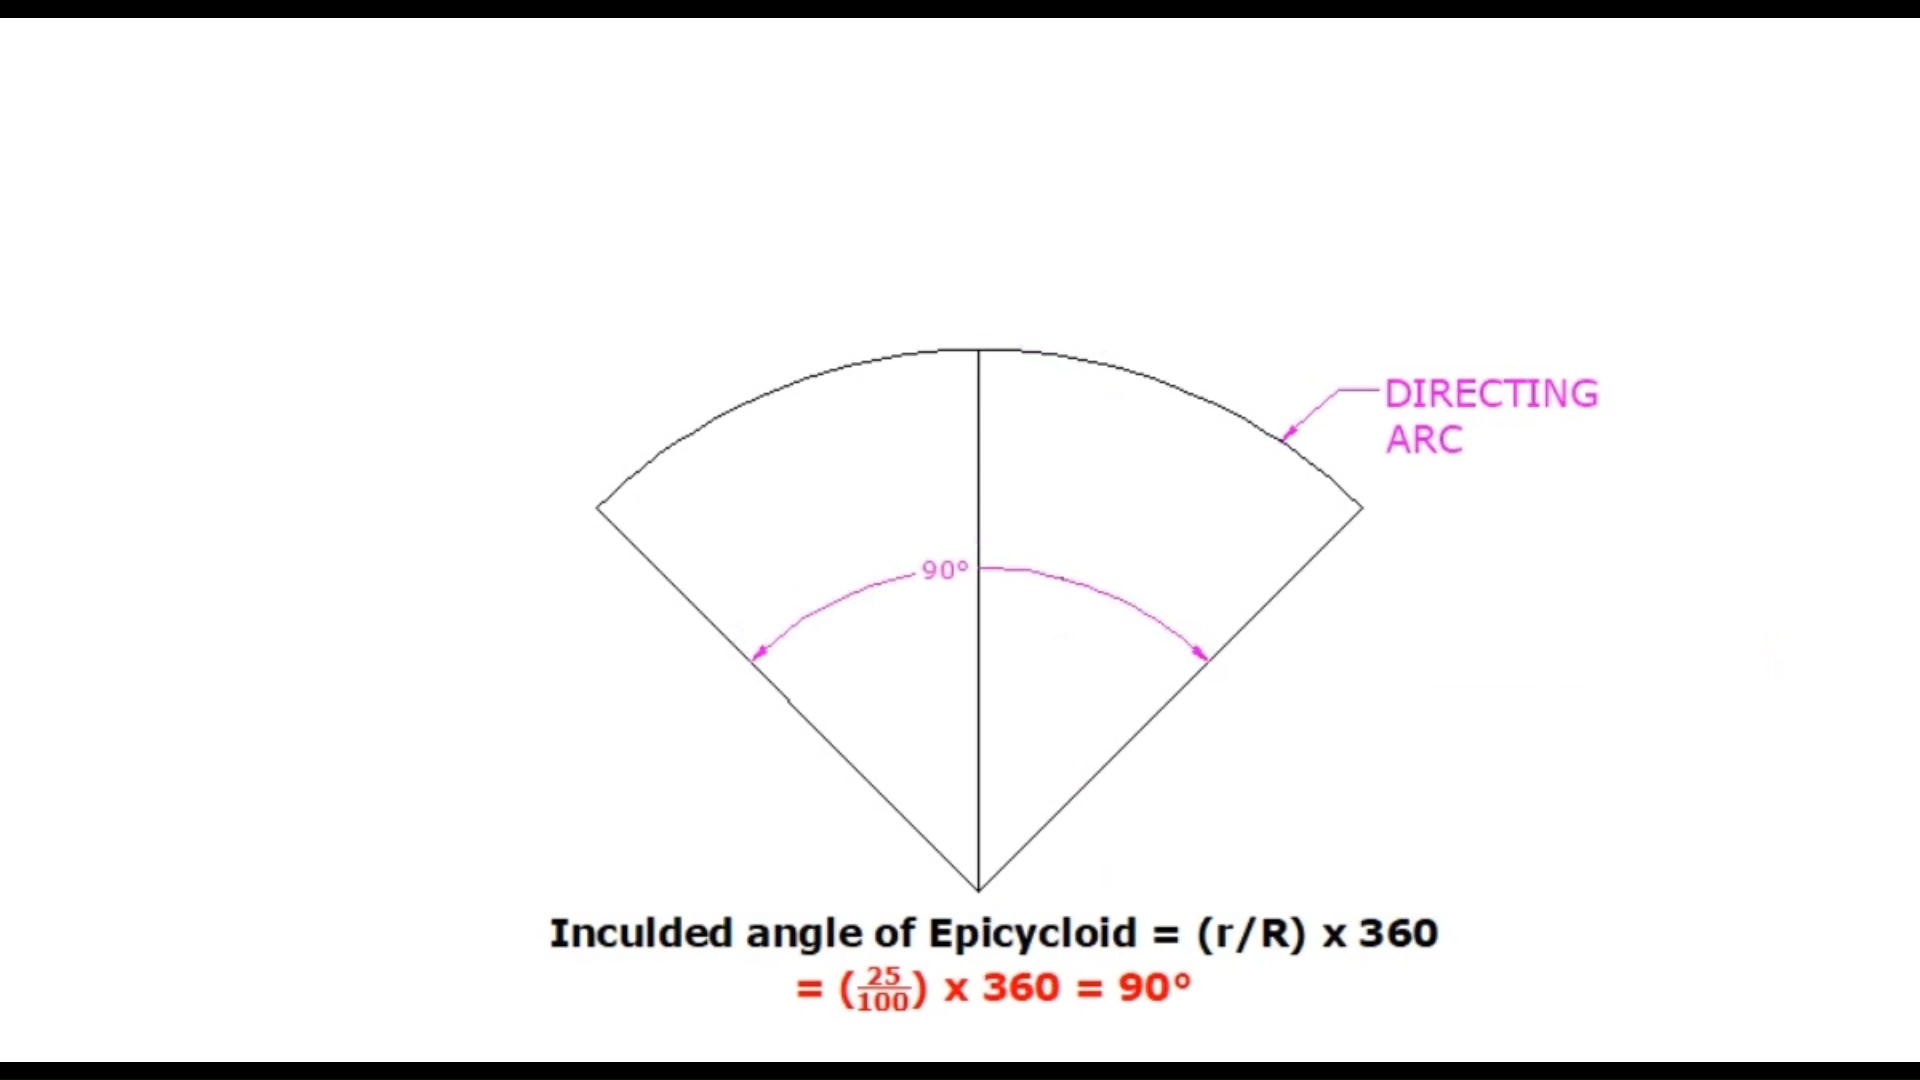 DIRECTING
ARC
90°
Inculded angle of Epicycloid = (r/R) x 360
= (25/100) x 360 = 90°